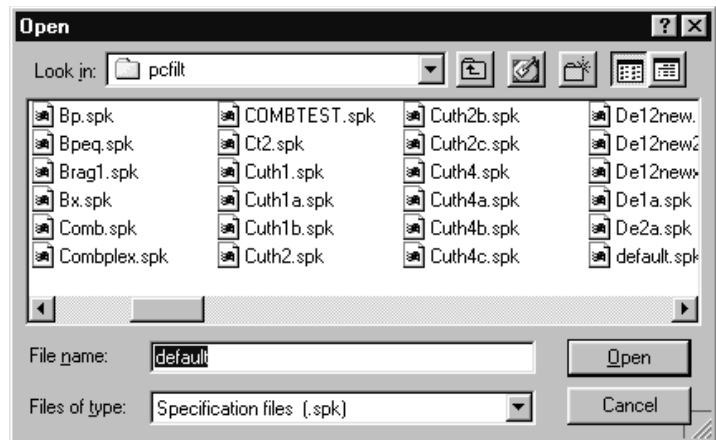 Open
Look in: pcfilt
Bp.spk COMBTEST.spk Cuth2b.spk De12new.
Bpeq.spk Ct2.spk Cuth2c.spk De12new2
Brag1.spk Cuth1.spk Cuth4.spk De12newx
Bx.spk Cuth1a.spk Cuth4a.spk De1a.spk
Comb.spk Cuth1b.spk Cuth4b.spk De2a.spk
Combplex.spk Cuth2.spk Cuth4c.spk default.spk
File name: default Open
Files of type: Specification files (.spk) Cancel